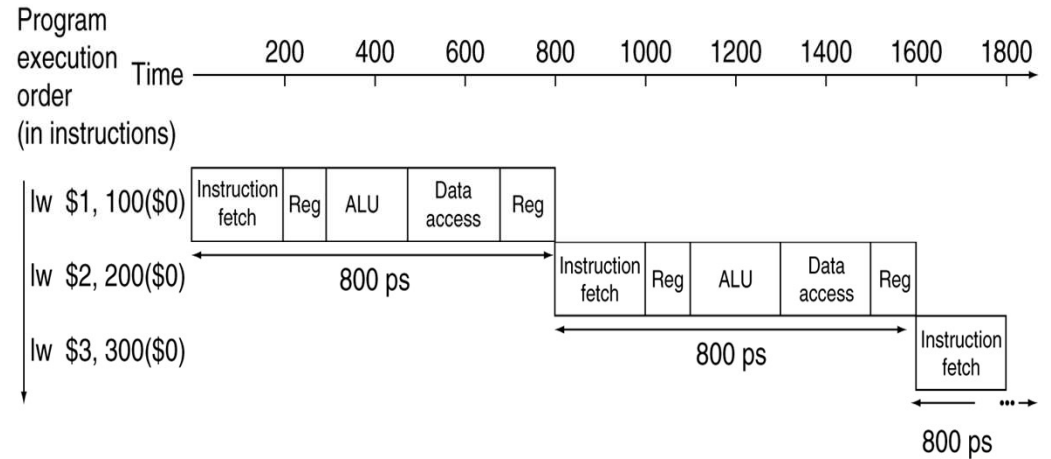 Program
execution
order
(in instructions)
Time
200 400 600 800 1000 1200 1400 1600 1800
lw $1, 100($0)
Instruction
fetch
Reg
ALU
Data
access
Reg
800 ps
lw $2, 200($0)
Instruction
fetch
Reg
ALU
Data
access
Reg
800 ps
lw $3, 300($0)
Instruction
fetch
...
800 ps